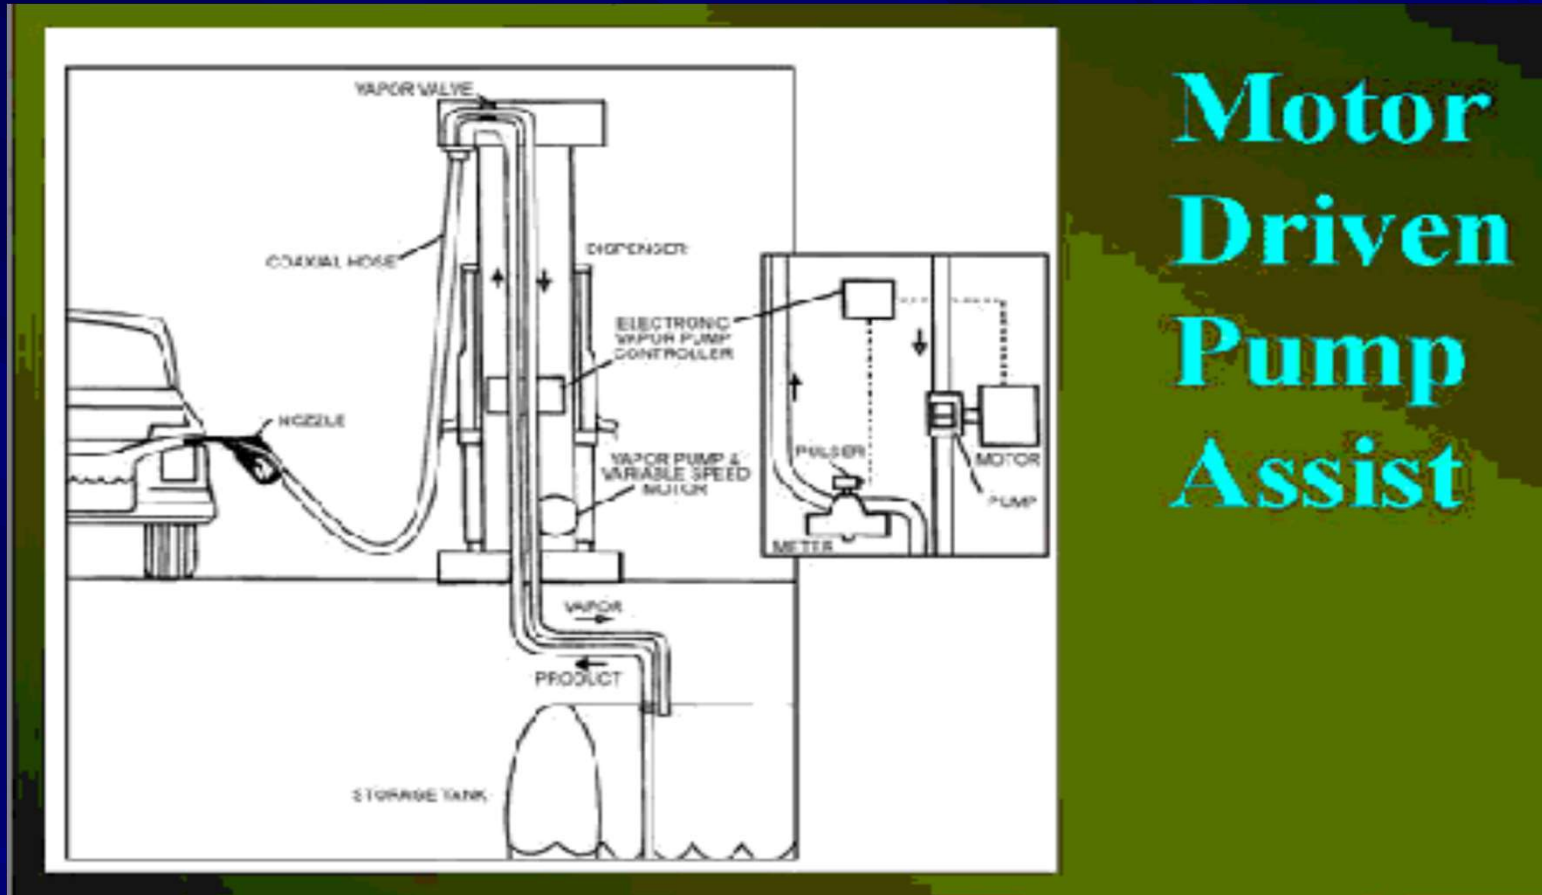 VAPOR VALVE
COAXIAL HOSE
DISPENSER
ELECTRONIC
VAPOR PUMP
CONTROLLER
NOZZLE
VAPOR PUMP &
VARIABLE SPEED
MOTOR
PULSER
MOTOR
PUMP
METER
VAPOR
PRODUCT
STORAGE TANK
Motor
Driven
Pump
Assist